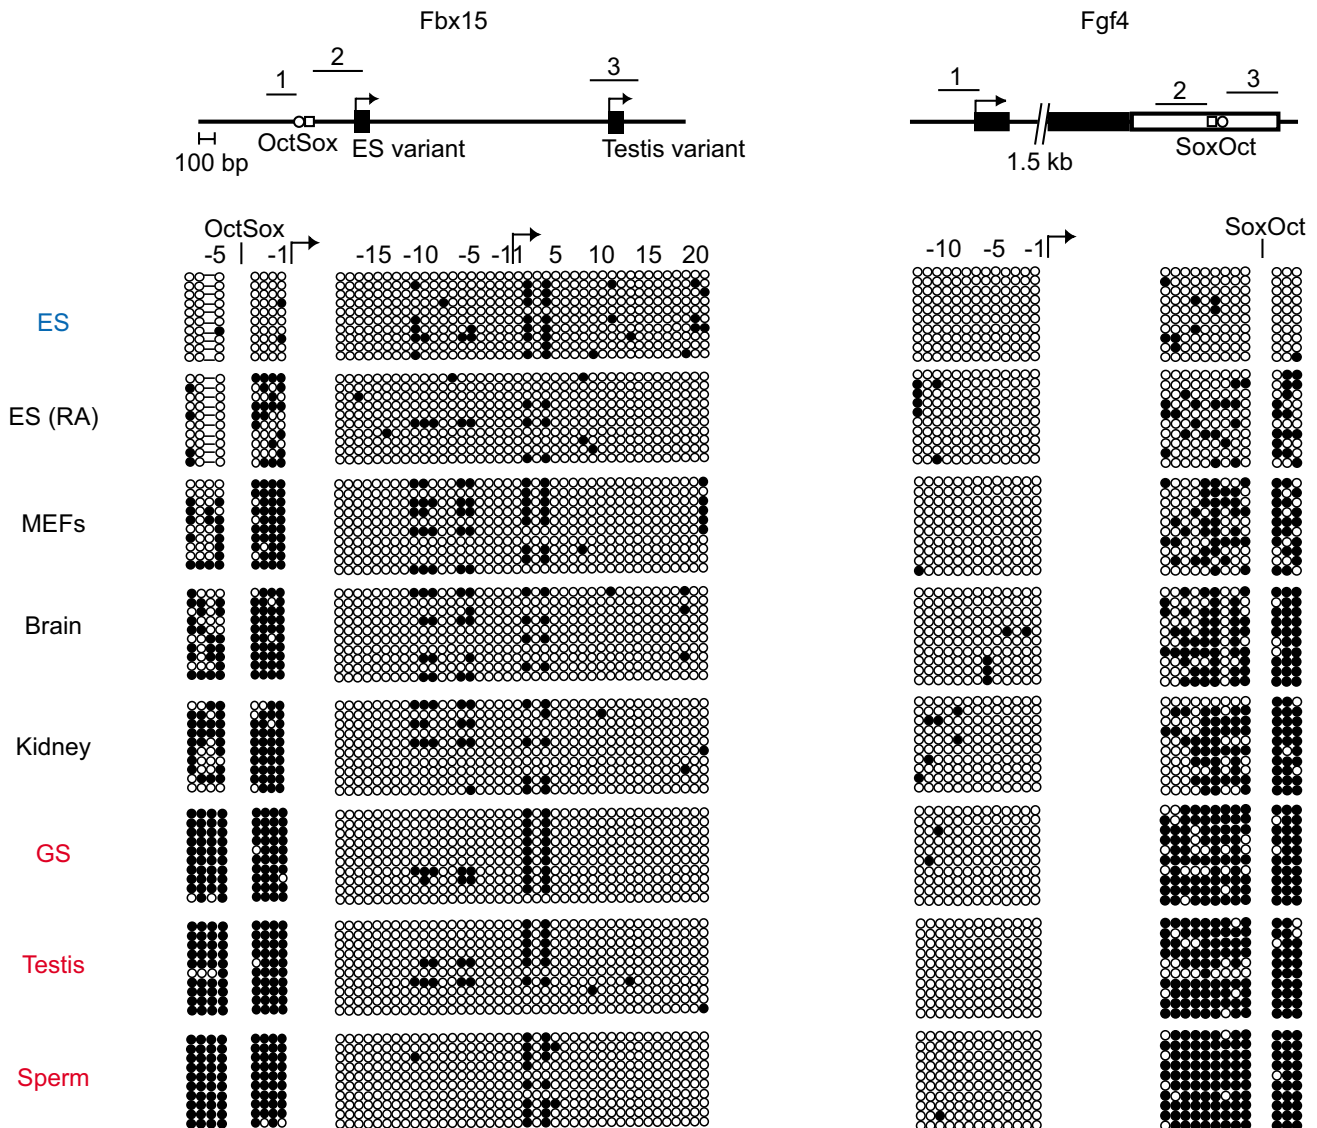 Fbx15
Fgf4
1
2
3
1
2
3
OctSox
ES variant
Testis variant
SoxOct
100 bp
1.5 kb
OctSox
SoxOct
-5
-1
-15
-10
-5
-1
1
5
10
15
20
-10
-5
-1
ES
ES (RA)
MEFs
Brain
Kidney
GS
Testis
Sperm